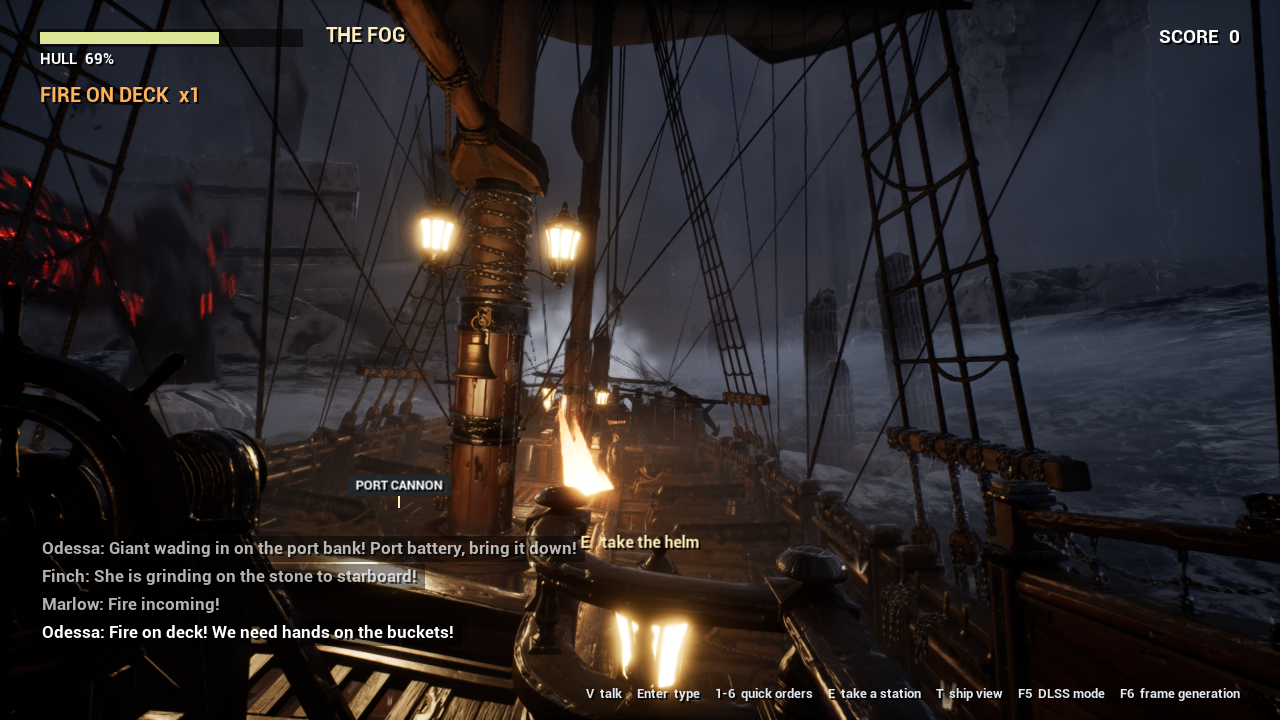 THE FOG
SCORE 0
HULL 69%
FIRE ON DECK x1
PORT CANNON
E take the helm
Odessa: Giant wading in on the port bank! Port battery, bring it down!
Finch: She is grinding on the stone to starboard!
Marlow: Fire incoming!
Odessa: Fire on deck! We need hands on the buckets!
V talk Enter type 1-6 quick orders E take a station T ship view F5 DLSS mode F6 frame generation